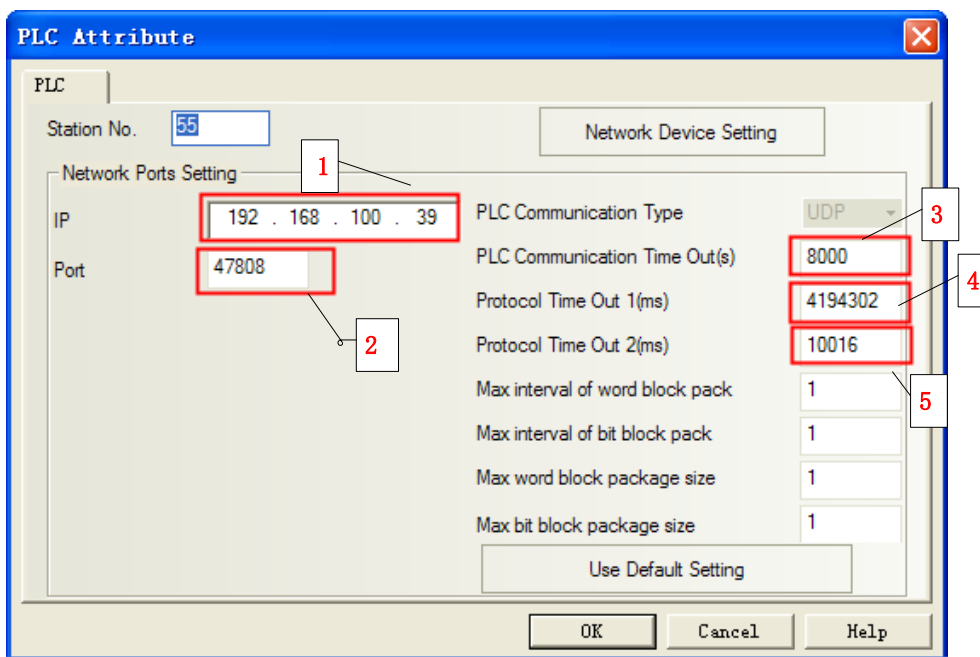 PLC Attribute
PLC
Station No. 55
Network Device Setting
Network Ports Setting
1
IP 192 . 168 . 100 . 39
Port 47808
2
PLC Communication Type UDP
3
PLC Communication Time Out(s) 8000
4
Protocol Time Out 1(ms) 4194302
Protocol Time Out 2(ms) 10016
5
Max interval of word block pack 1
Max interval of bit block pack 1
Max word block package size 1
Max bit block package size 1
Use Default Setting
OK Cancel Help